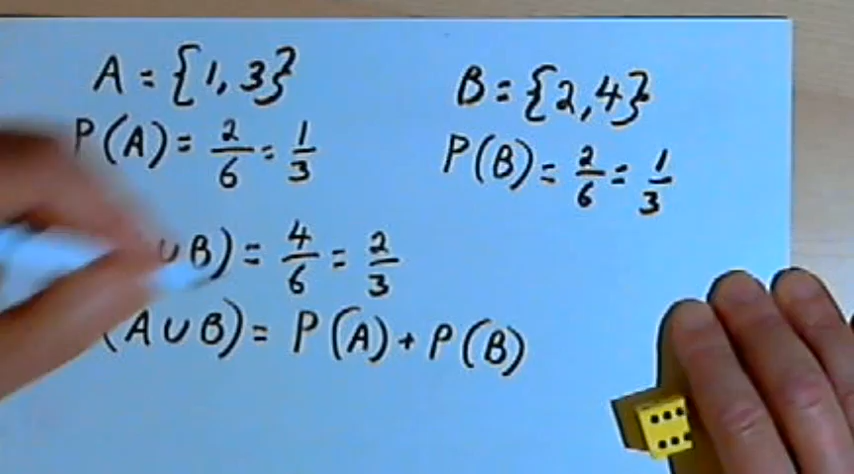 A = {1, 3}
B = {2, 4}
P(A) = 2/6 = 1/3
P(B) = 2/6 = 1/3
∪ B) = 4/6 = 2/3
(A ∪ B) = P(A) + P(B)